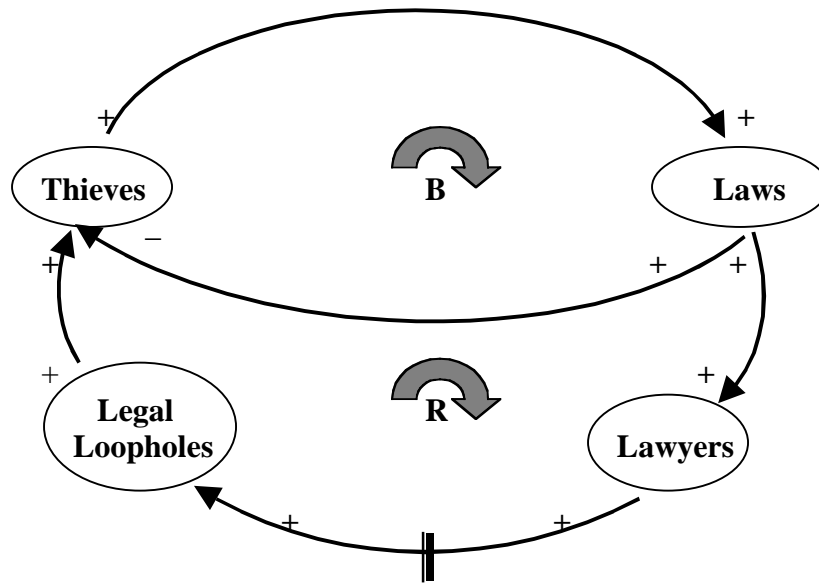 + +
Thieves B Laws
−
+ + +
+ R +
Legal
Loopholes Lawyers
+ +